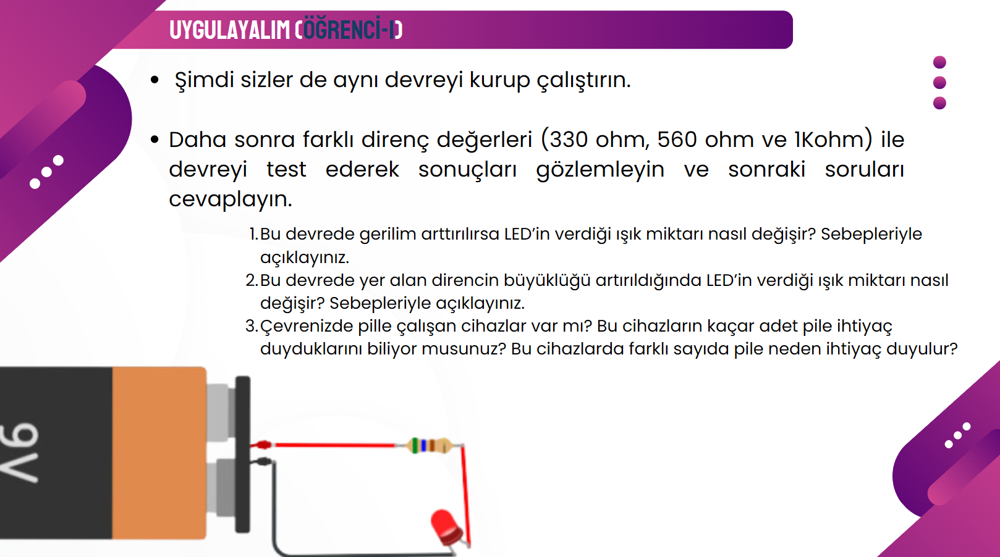 UYGULAYALIM (ÖĞRENCİ-I)
• Şimdi sizler de aynı devreyi kurup çalıştırın.
• Daha sonra farklı direnç değerleri (330 ohm, 560 ohm ve 1Kohm) ile
devreyi test ederek sonuçları gözlemleyin ve sonraki soruları
cevaplayın.
1. Bu devrede gerilim arttırılırsa LED’in verdiği ışık miktarı nasıl değişir? Sebepleriyle
açıklayınız.
2. Bu devrede yer alan direncin büyüklüğü artırıldığında LED’in verdiği ışık miktarı nasıl
değişir? Sebepleriyle açıklayınız.
3. Çevrenizde pille çalışan cihazlar var mı? Bu cihazların kaçar adet pile ihtiyaç
duyduklarını biliyor musunuz? Bu cihazlarda farklı sayıda pile neden ihtiyaç duyulur?
9V